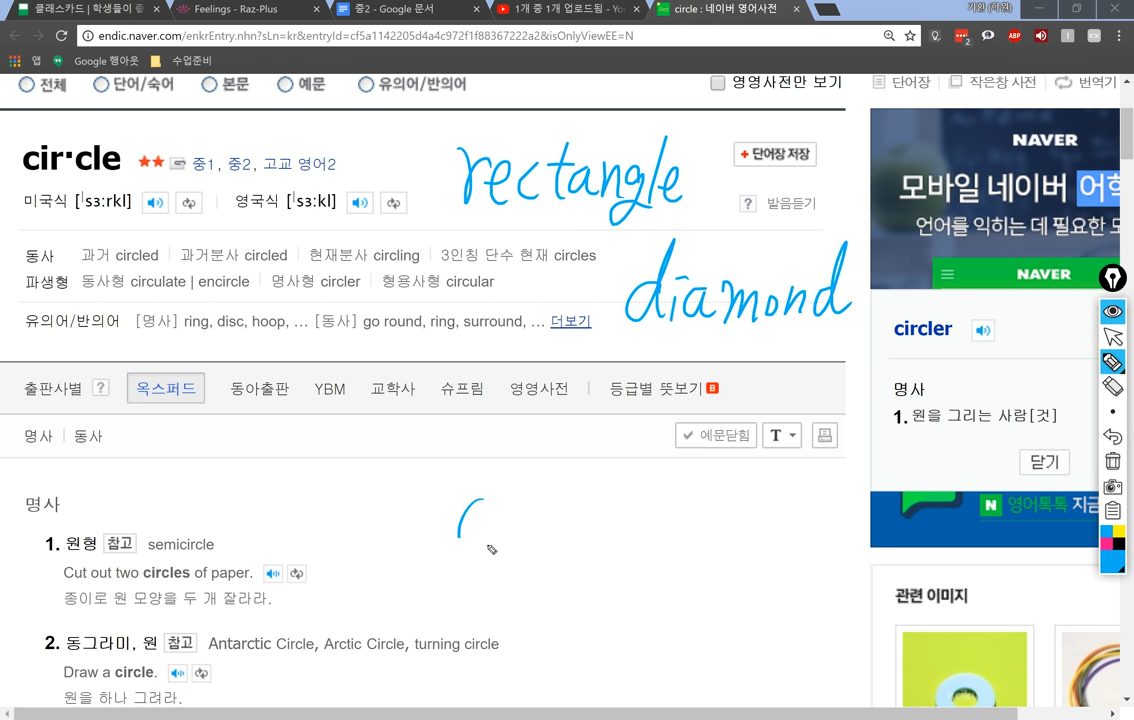 클래스카드 | 학생들이 좋
Feelings - Raz-Plus
중2 - Google 문서
1개 중 1개 업로드됨 - Yo
circle : 네이버 영어사전
기완 (학원)
endic.naver.com/enkrEntry.nhn?sLn=kr&entryId=cf5a1142205d4a4c972f1f88367222a2&isOnlyViewEE=N
앱 Google 행아웃 수업준비
전체 단어/숙어 본문 예문 유의어/반의어 영영사전만 보기
단어장 작은창 사전 번역기
cir·cle ★★ 중1, 중2, 고교 영어2
+ 단어장 저장
미국식 [ˈsɜːrkl] 영국식 [ˈsɜːkl]
? 발음듣기
rectangle
동사 과거 circled 과거분사 circled 현재분사 circling 3인칭 단수 현재 circles
파생형 동사형 circulate | encircle 명사형 circler 형용사형 circular
diamond
유의어/반의어 [명사] ring, disc, hoop, … [동사] go round, ring, surround, … 더보기
출판사별 ? 옥스퍼드 동아출판 YBM 교학사 슈프림 영영사전 등급별 뜻보기
명사 동사
예문닫힘 T
명사
1. 원형 참고 semicircle
Cut out two circles of paper.
종이로 원 모양을 두 개 잘라라.
2. 동그라미, 원 참고 Antarctic Circle, Arctic Circle, turning circle
Draw a circle.
원을 하나 그려라.
NAVER
모바일 네이버 어학
언어를 익히는 데 필요한 모
NAVER
circler
명사
1. 원을 그리는 사람[것]
닫기
N 영어톡톡 지금
관련 이미지